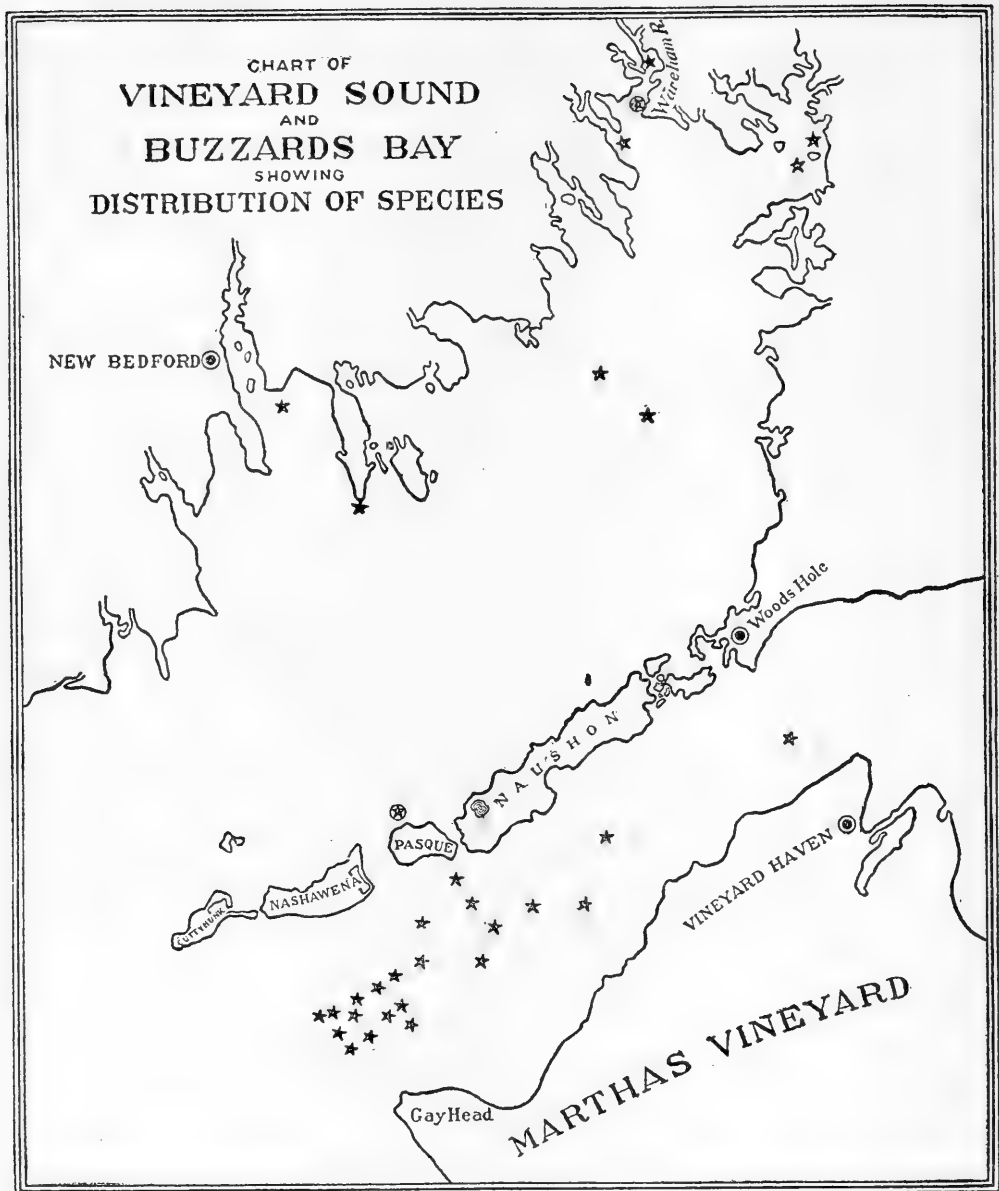 CHART OF
VINEYARD SOUND
AND
BUZZARDS BAY
SHOWING
DISTRIBUTION OF SPECIES
Wareham R.
NEW BEDFORD
Woods Hole
NAUSHON
PASQUE
NASHAWENA
CUTTYHUNK
VINEYARD HAVEN
MARTHAS VINEYARD
Gay Head